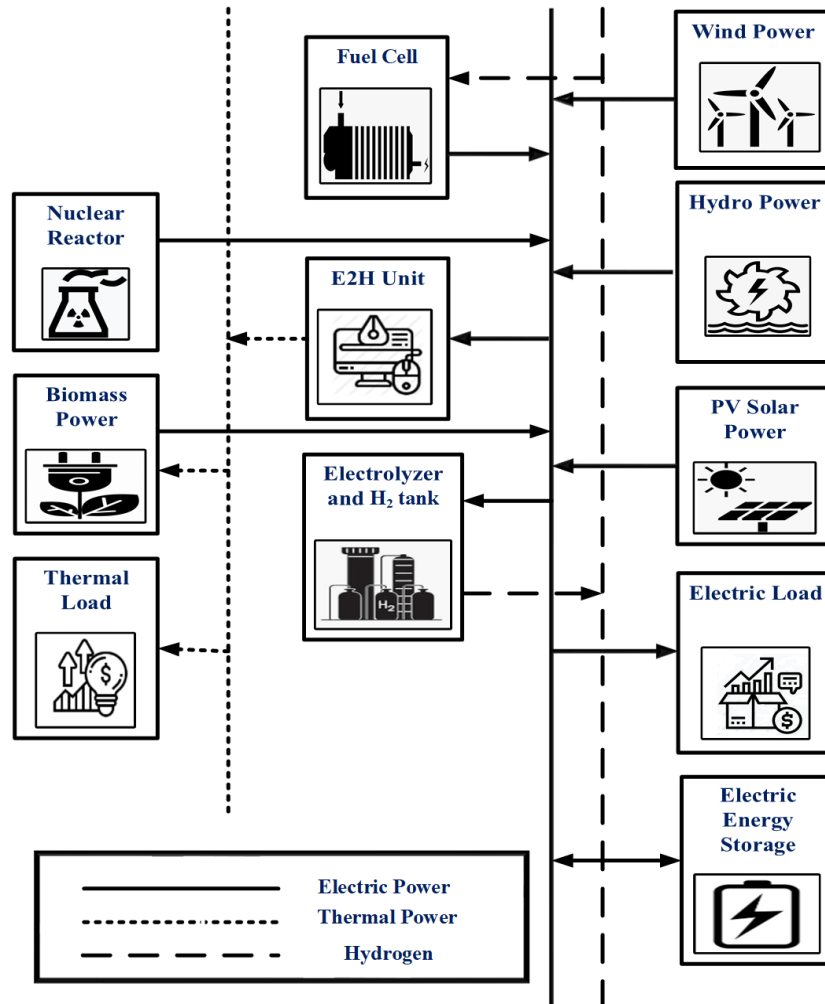 Fuel Cell
Wind Power
Nuclear
Reactor
Hydro Power
E2H Unit
Biomass
Power
PV Solar
Power
Electrolyzer
and H₂ tank
H₂
Thermal
Load
$
Electric Load
$
Electric
Energy
Storage
Electric Power
Thermal Power
Hydrogen